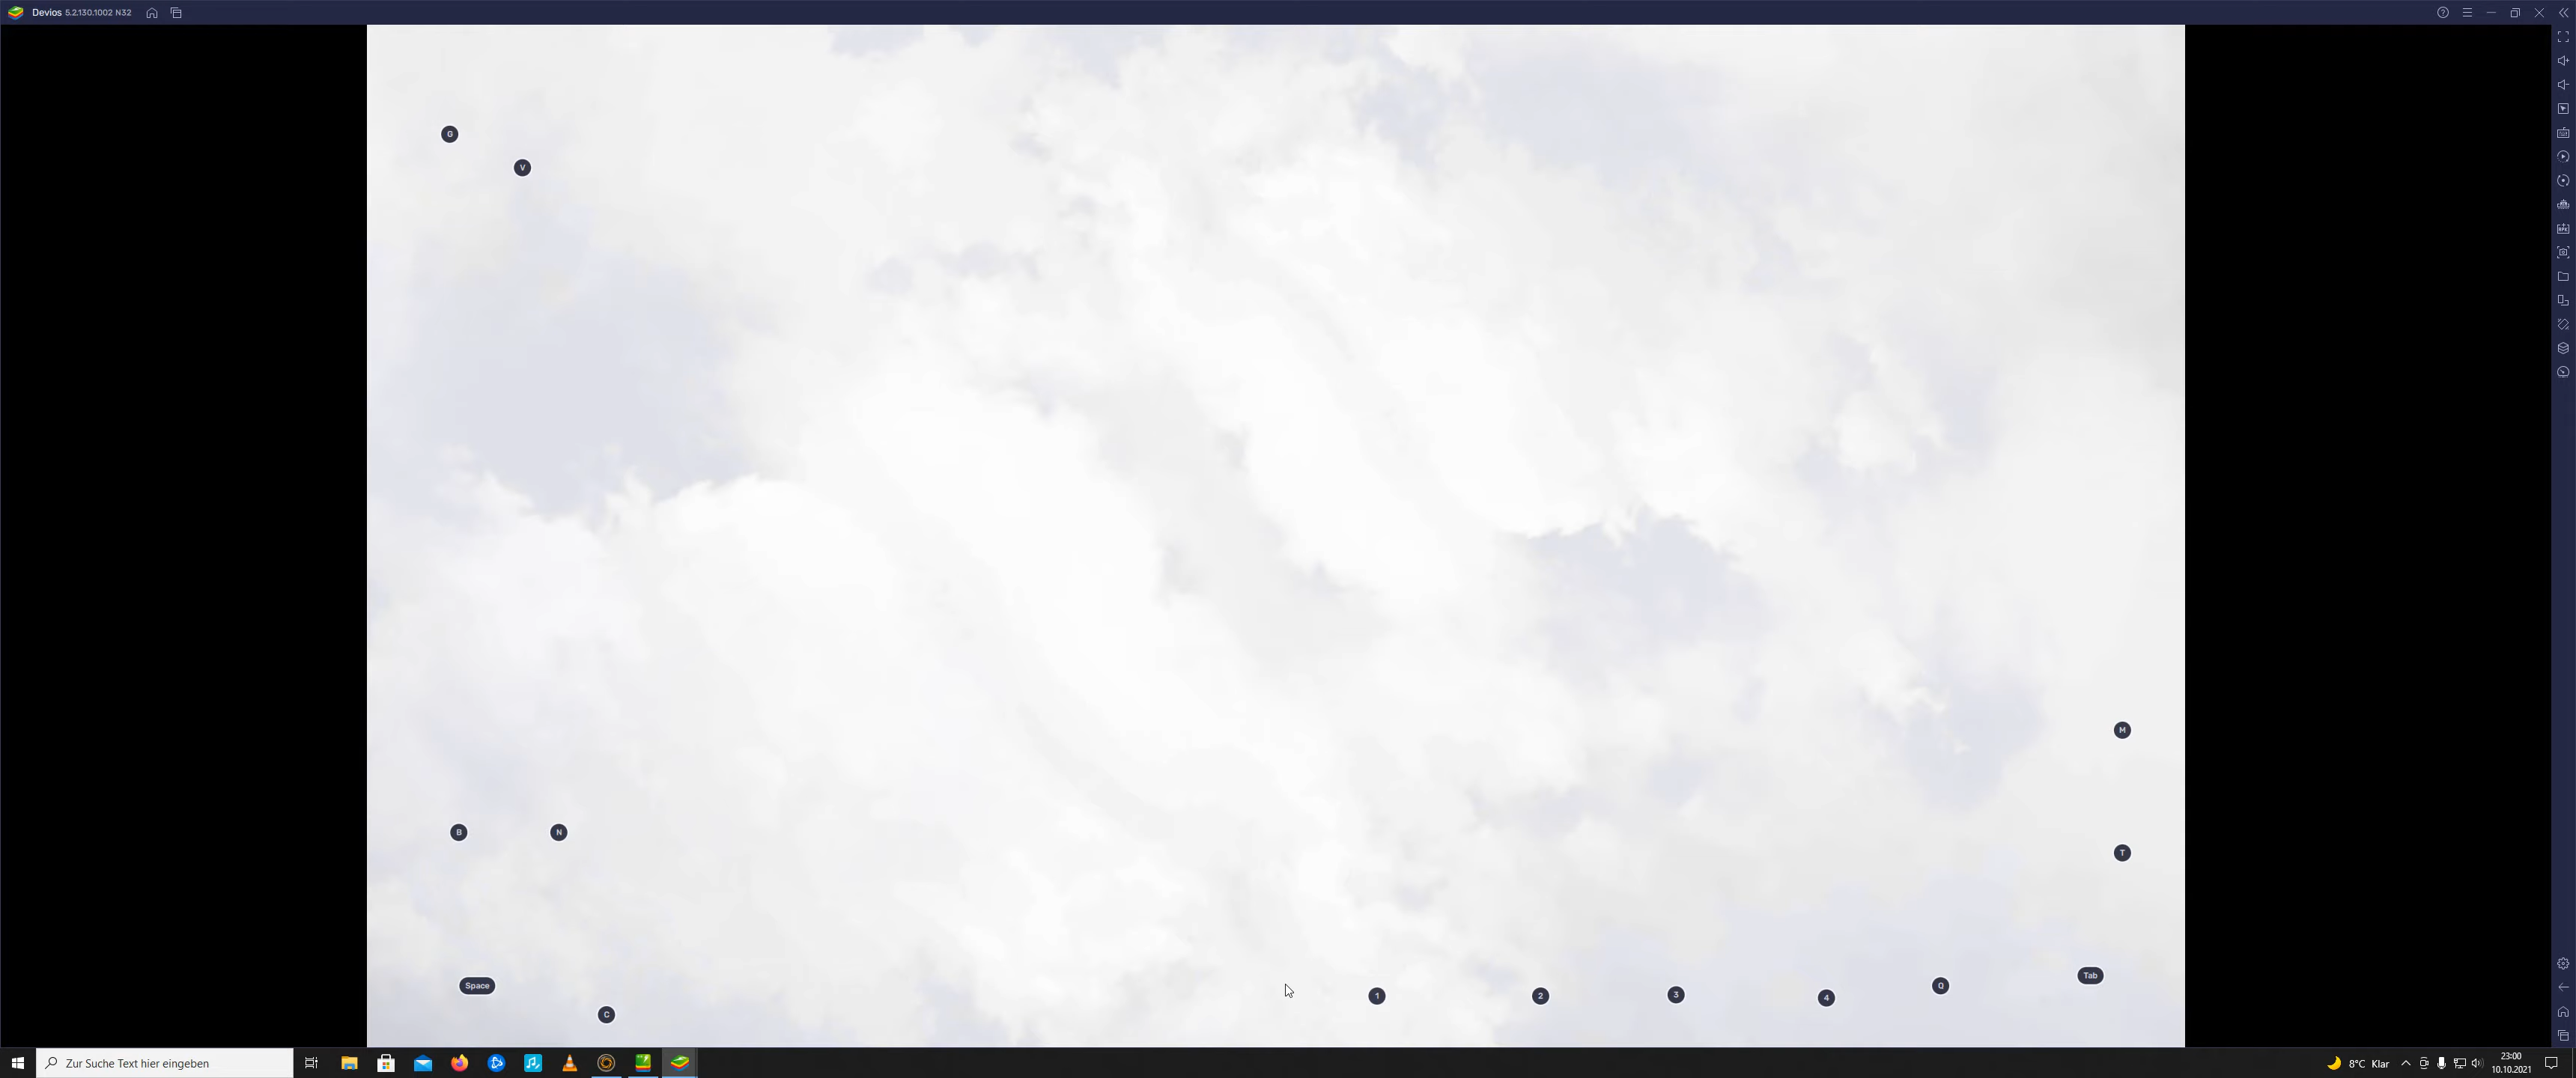 Devios 5.2.130.1002 N32
G
V
M
B
N
T
Space
C
1
2
3
4
Q
Tab
Zur Suche Text hier eingeben
8°C Klar
23:00
10.10.2021